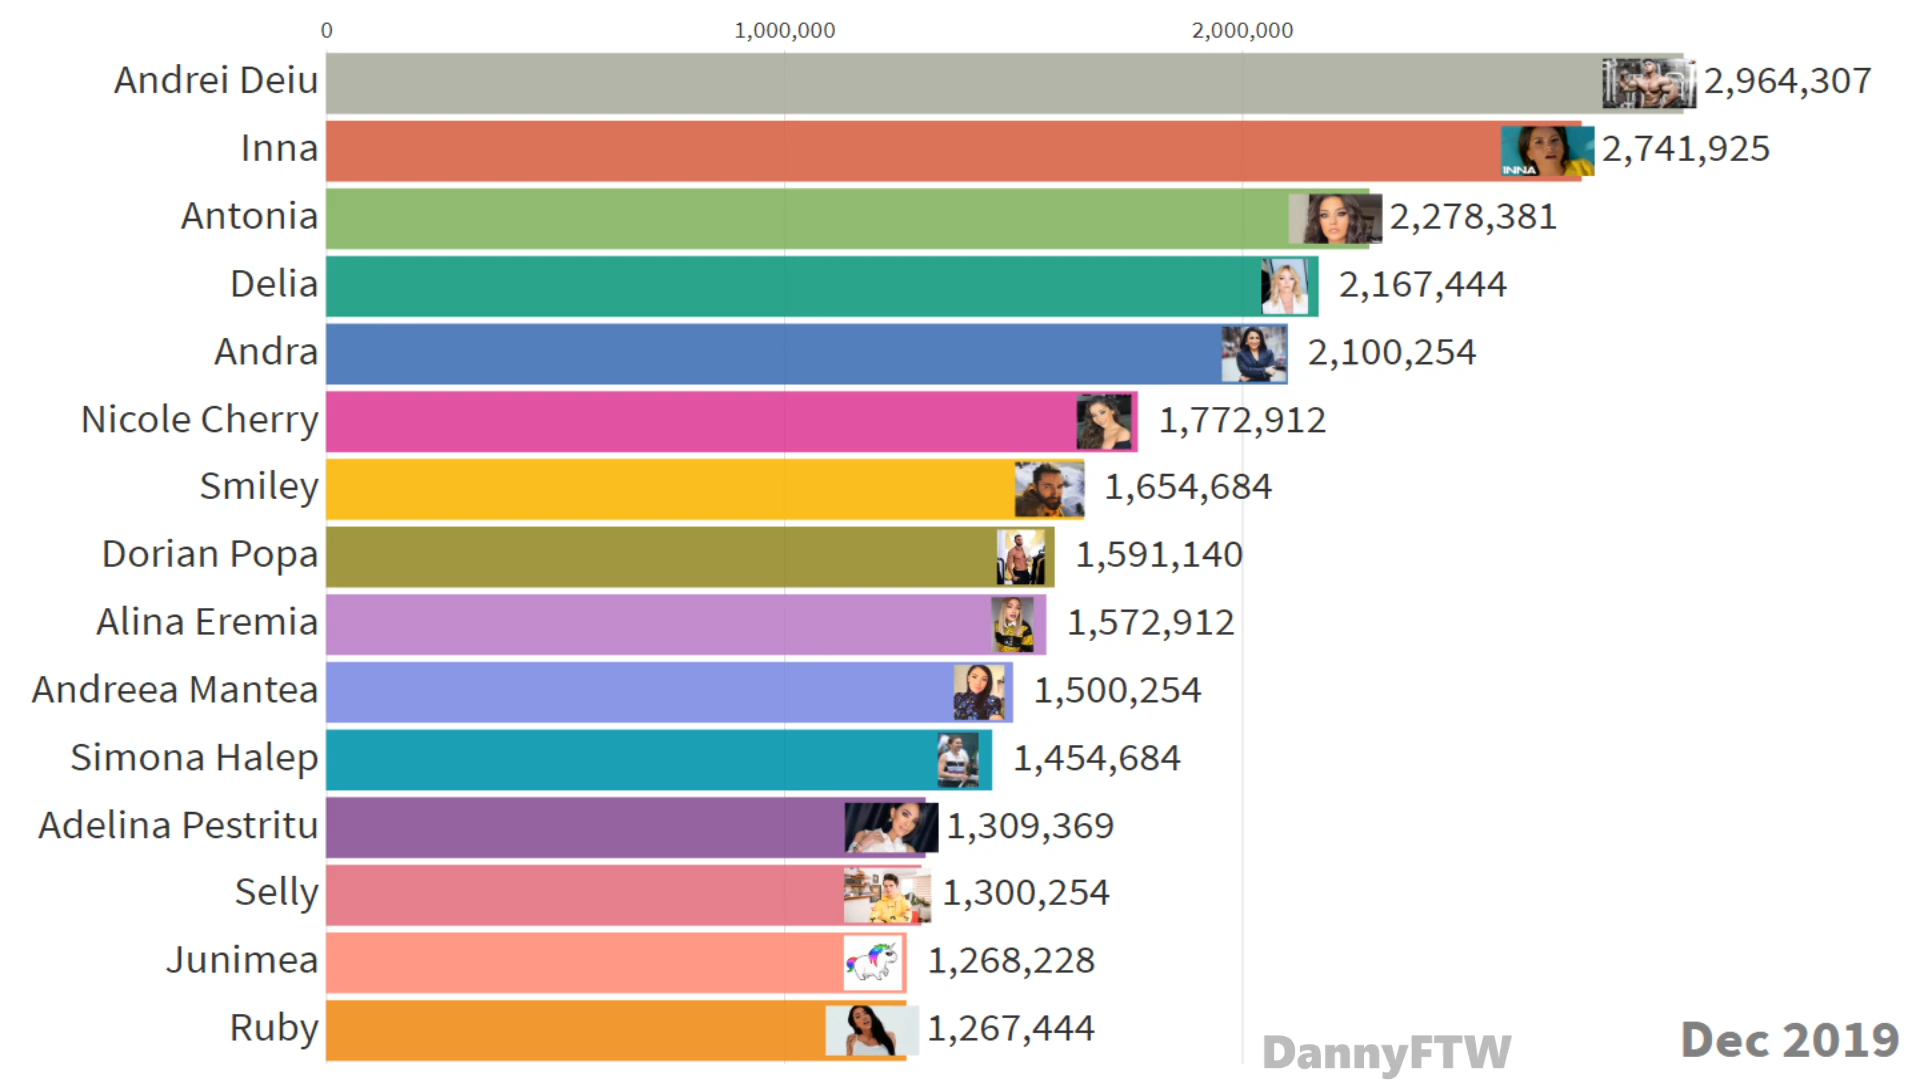 0 1,000,000 2,000,000
Andrei Deiu 2,964,307
Inna INNA 2,741,925
Antonia 2,278,381
Delia 2,167,444
Andra 2,100,254
Nicole Cherry 1,772,912
Smiley 1,654,684
Dorian Popa 1,591,140
Alina Eremia 1,572,912
Andreea Mantea 1,500,254
Simona Halep 1,454,684
Adelina Pestritu 1,309,369
Selly 1,300,254
Junimea 1,268,228
Ruby 1,267,444
DannyFTW Dec 2019